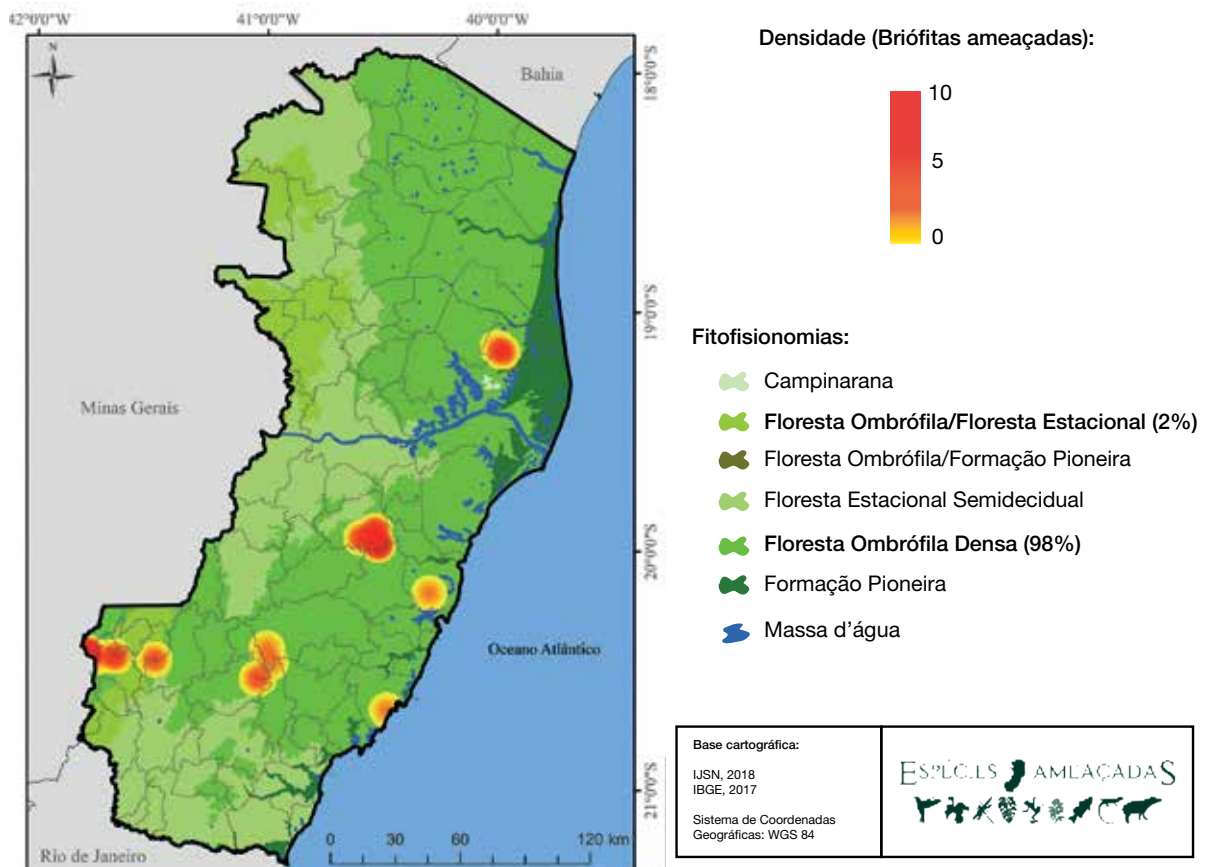 42°0'0"W
41°0'0"W
40°0'0"W
N
Bahia
18°0'0"S
19°0'0"S
Minas Gerais
20°0'0"S
Oceano Atlântico
21°0'0"S
0 30 60 120 km
Rio de Janeiro
Densidade (Briófitas ameaçadas):
10
5
0
Fitofisionomias:
Campinarana
Floresta Ombrófila/Floresta Estacional (2%)
Floresta Ombrófila/Formação Pioneira
Floresta Estacional Semidecidual
Floresta Ombrófila Densa (98%)
Formação Pioneira
Massa d'água
Base cartográfica:
IJSN, 2018
IBGE, 2017
Sistema de Coordenadas
Geográficas: WGS 84
ESPÉCIES AMEAÇADAS